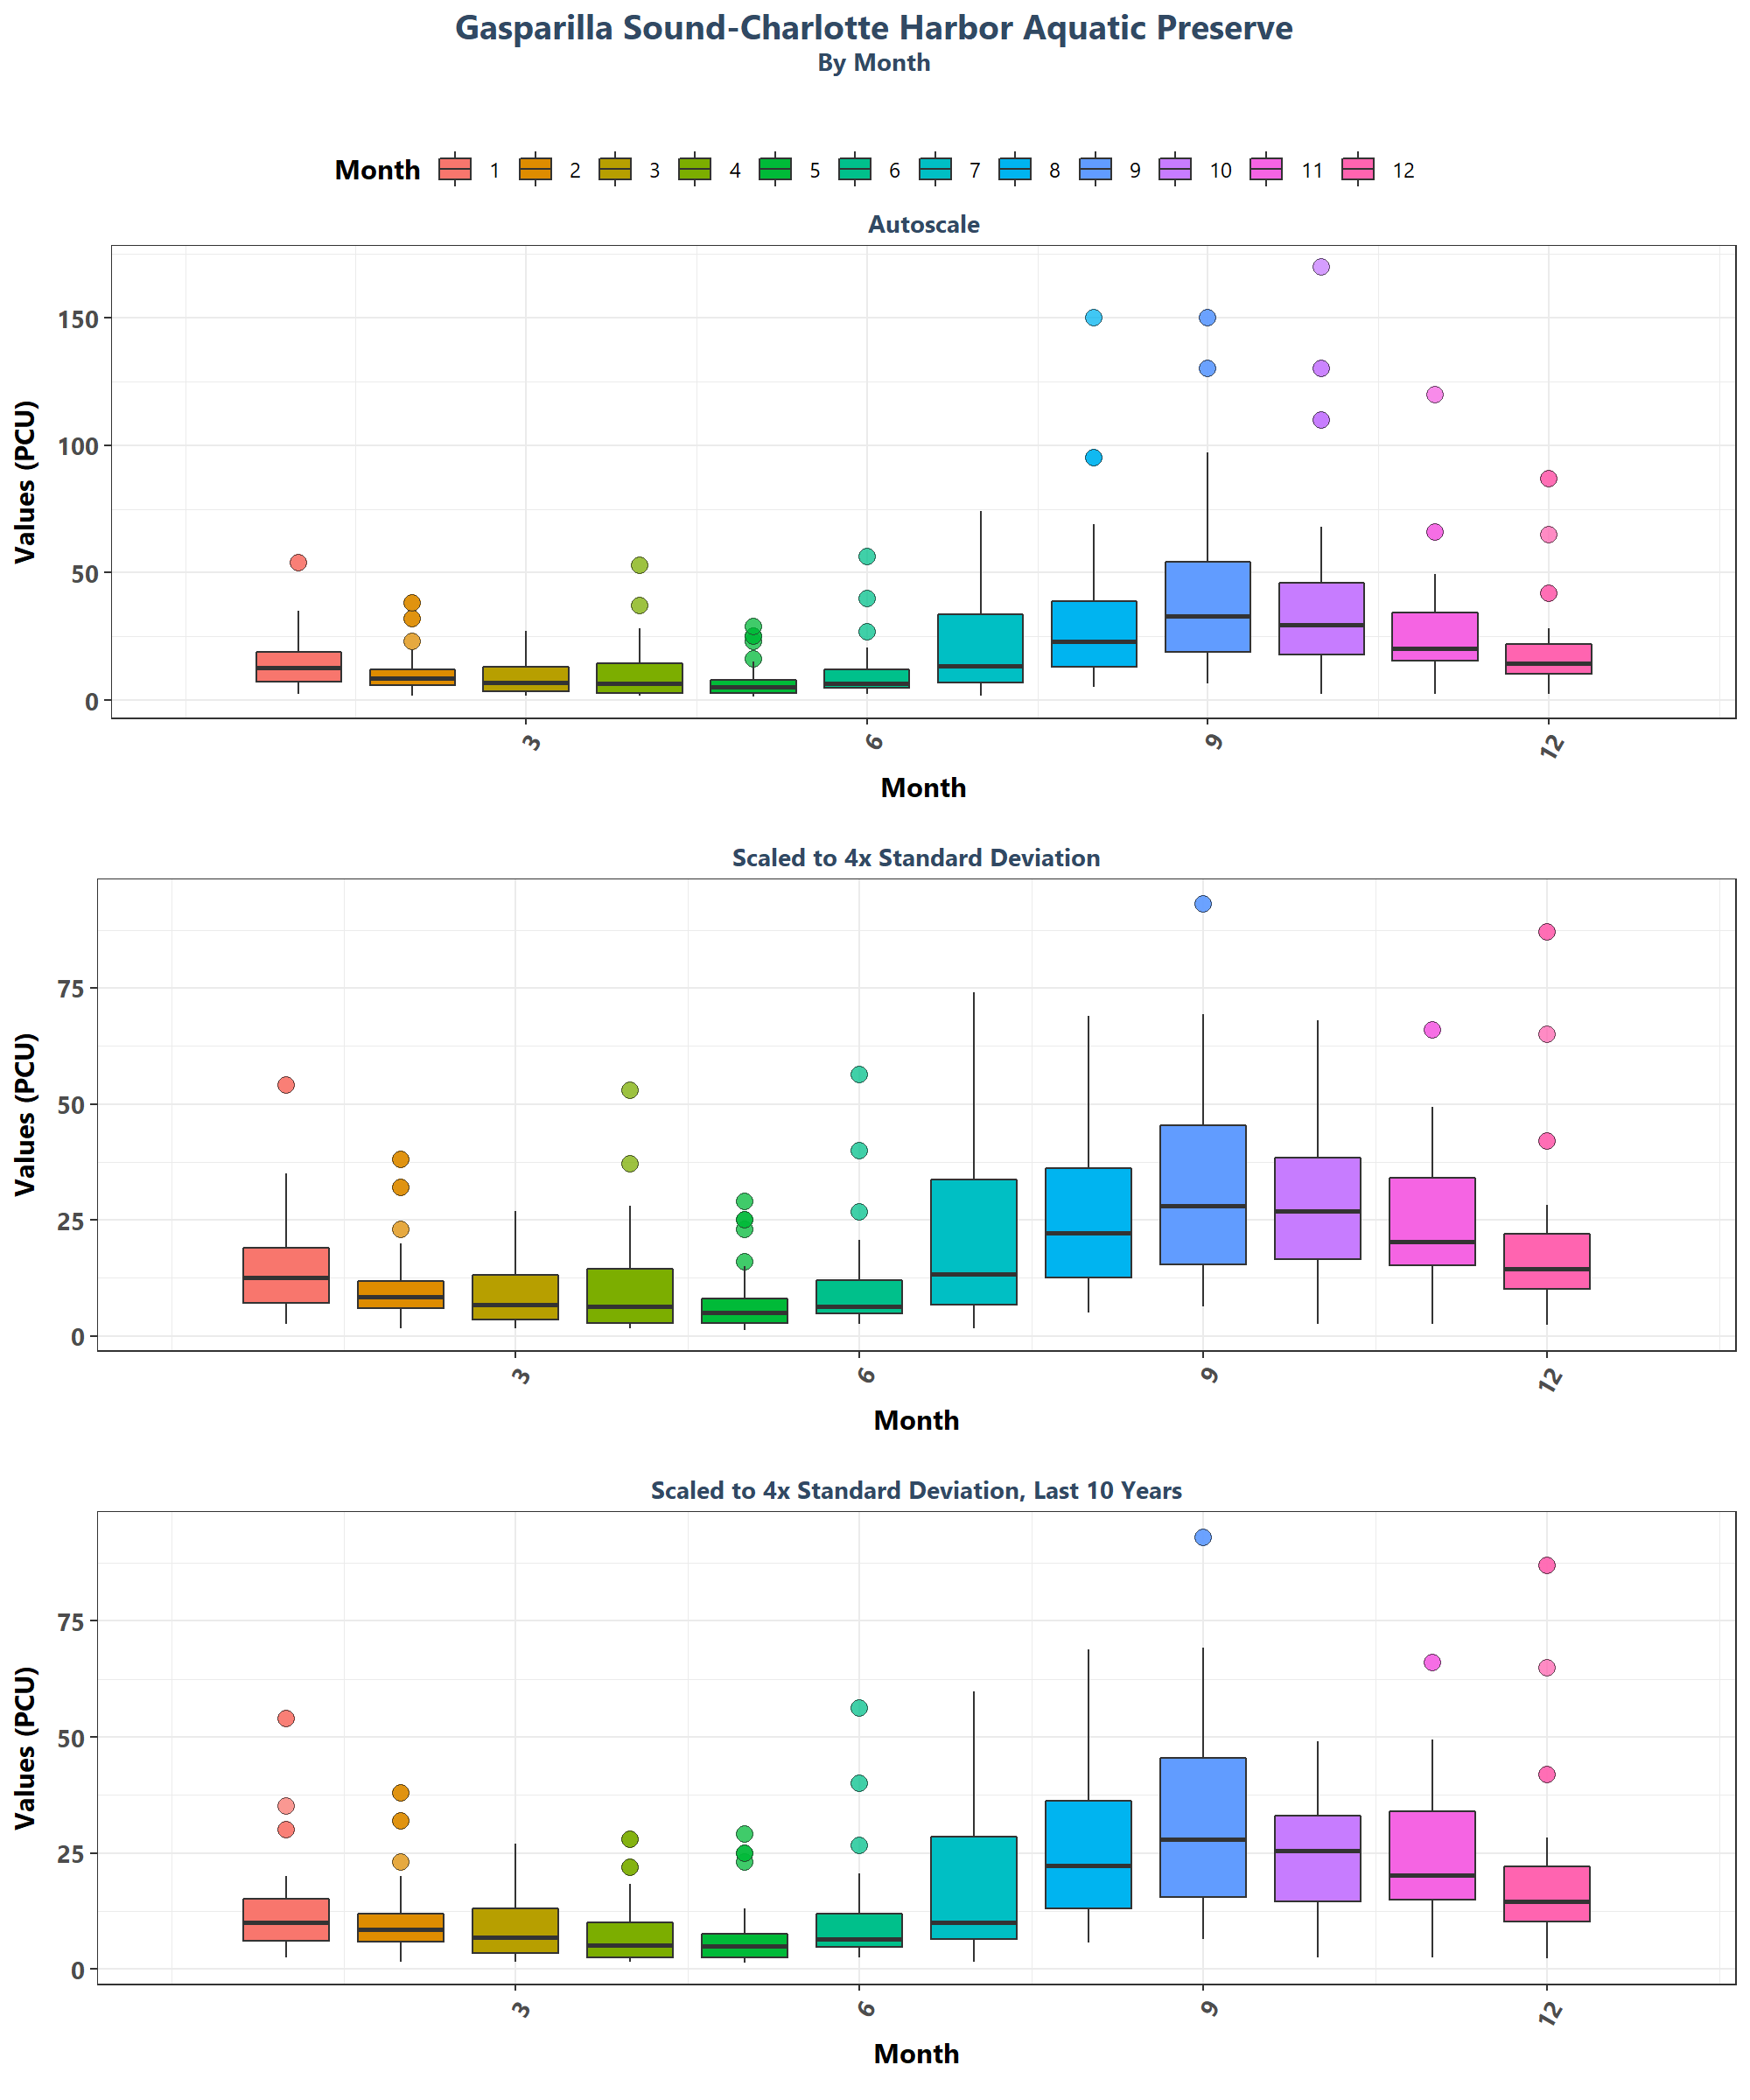 Gasparilla Sound-Charlotte Harbor Aquatic Preserve
By Month
Month 1 2 3 4 5 6 7 8 9 10 11 12
Autoscale
Values (PCU)
150
100
50
0
3 6 9 12
Month
Scaled to 4x Standard Deviation
Values (PCU)
75
50
25
0
3 6 9 12
Month
Scaled to 4x Standard Deviation, Last 10 Years
Values (PCU)
75
50
25
0
3 6 9 12
Month